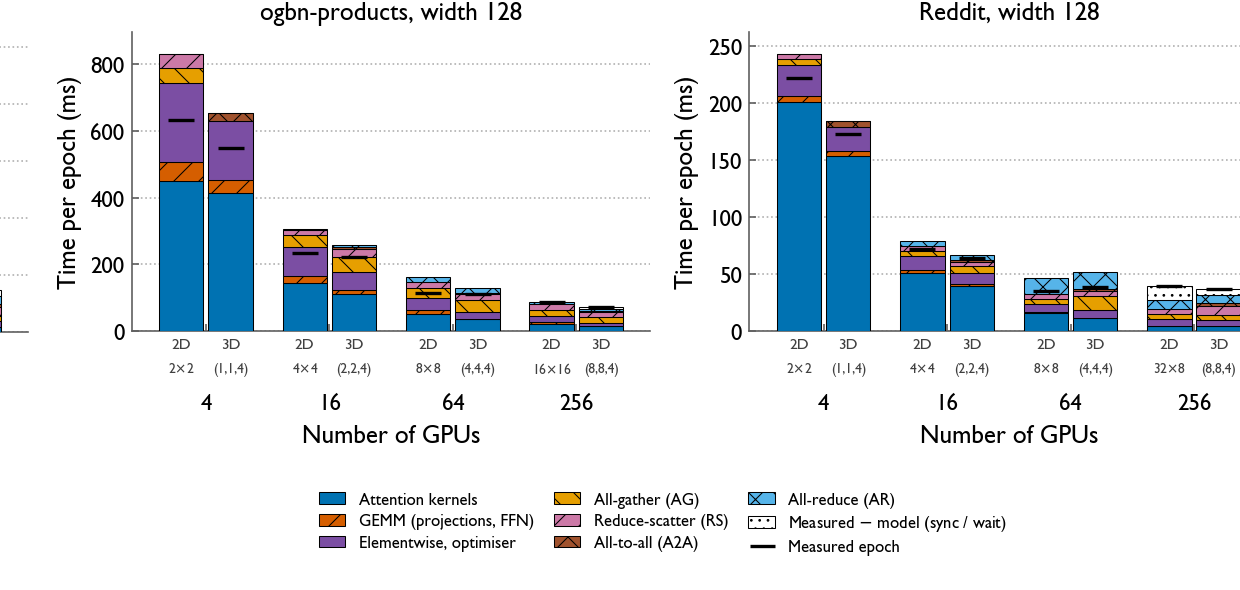 ogbn-products, width 128
Time per epoch (ms)
800
600
400
200
0
2D 3D 2D 3D 2D 3D 2D 3D
2×2 (1,1,4) 4×4 (2,2,4) 8×8 (4,4,4) 16×16 (8,8,4)
4 16 64 256
Number of GPUs
Reddit, width 128
Time per epoch (ms)
250
200
150
100
50
0
2D 3D 2D 3D 2D 3D 2D 3D
2×2 (1,1,4) 4×4 (2,2,4) 8×8 (4,4,4) 32×8 (8,8,4)
4 16 64 256
Number of GPUs
Attention kernels
GEMM (projections, FFN)
Elementwise, optimiser
All-gather (AG)
Reduce-scatter (RS)
All-to-all (A2A)
All-reduce (AR)
Measured − model (sync / wait)
Measured epoch